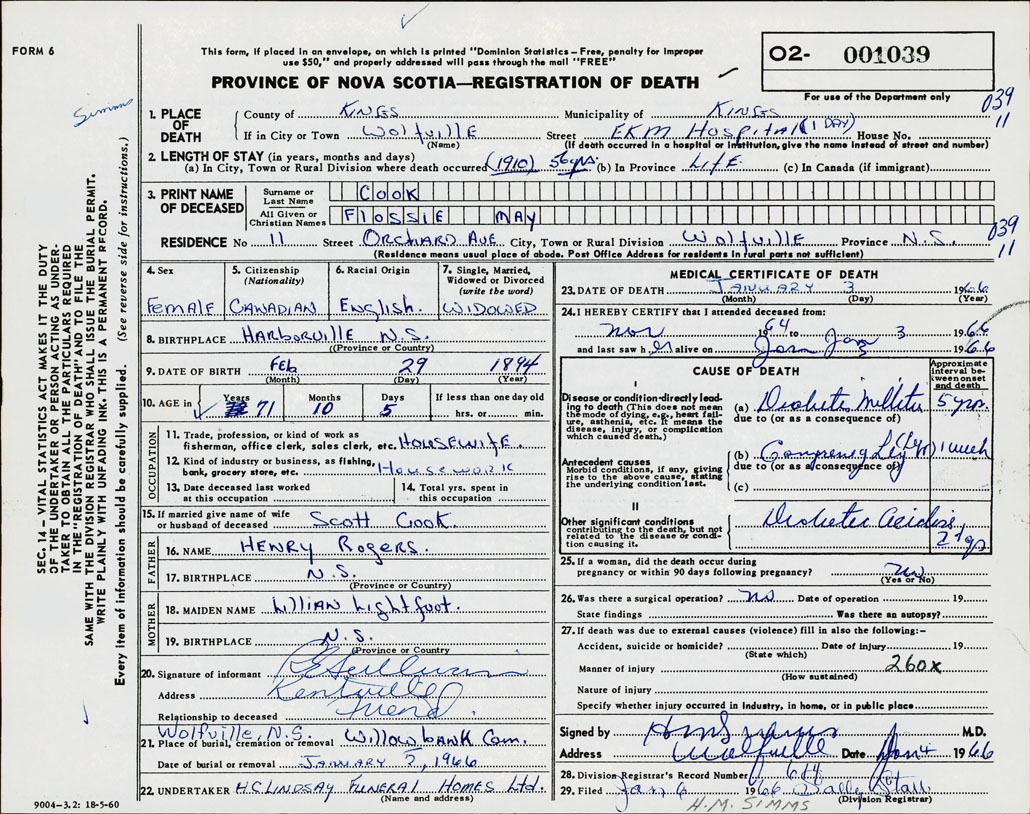 FORM 6
This form, if placed in an envelope, on which is printed "Dominion Statistics – Free, penalty for improper
use $50," and properly addressed will pass through the mail "FREE"
PROVINCE OF NOVA SCOTIA—REGISTRATION OF DEATH
O2- 001039
For use of the Department only
039
11
Simms
SEC. 14 – VITAL STATISTICS ACT MAKES IT THE DUTY
OF THE UNDERTAKER OR PERSON ACTING AS UNDER-
TAKER TO OBTAIN ALL THE PARTICULARS REQUIRED
IN THE "REGISTRATION OF DEATH" AND TO FILE THE
SAME WITH THE DIVISION REGISTRAR WHO SHALL ISSUE THE BURIAL PERMIT.
WRITE PLAINLY WITH UNFADING INK. THIS IS A PERMANENT RECORD.
Every item of information should be carefully supplied. (See reverse side for instructions.)
1. PLACE OF DEATH
County of KINGS Municipality of KINGS
If in City or Town Wolfville Street EKM Hospital (1 DAY) House No.
(Name) (If death occurred in a hospital or institution, give the name instead of street and number)
2. LENGTH OF STAY (in years, months and days)
(a) In City, Town or Rural Division where death occurred (1910) 56 yrs. (b) In Province LIFE (c) In Canada (if immigrant)
3. PRINT NAME OF DECEASED
Surname or Last Name COOK
All Given or Christian Names FLOSSIE MAY
RESIDENCE No 11 Street ORCHARD AVE City, Town or Rural Division Wolfville Province N.S.
(Residence means usual place of abode. Post Office Address for residents in rural parts not sufficient)
039
11
4. Sex
Female
5. Citizenship (Nationality)
CANADIAN
6. Racial Origin
English.
7. Single, Married, Widowed or Divorced (write the word)
WIDOWED
8. BIRTHPLACE HARBORVILLE N.S.
(Province or Country)
9. DATE OF BIRTH Feb 29 1894
(Month) (Day) (Year)
10. AGE in Years 71 Months 10 Days 5 If less than one day old hrs. or min.
OCCUPATION
11. Trade, profession, or kind of work as
fisherman, office clerk, sales clerk, etc. HOUSEWIFE.
12. Kind of industry or business, as fishing,
bank, grocery store, etc. Housework
13. Date deceased last worked
at this occupation
14. Total yrs. spent in
this occupation
15. If married give name of wife
or husband of deceased Scott Cook.
FATHER
16. NAME HENRY Rogers.
17. BIRTHPLACE N.S.
(Province or Country)
MOTHER
18. MAIDEN NAME Lillian Lightfoot.
19. BIRTHPLACE N.S.
(Province or Country)
20. Signature of informant
Address Kentville
Relationship to deceased Friend
Wolfville, N.S.
21. Place of burial, cremation or removal Willowbank Cem.
Date of burial or removal JANUARY 5, 1966
22. UNDERTAKER H C LINDSAY FUNERAL HOMES Ltd.
(Name and address)
9004-3.2: 18-5-60
MEDICAL CERTIFICATE OF DEATH
23. DATE OF DEATH JANUARY 3 1966
(Month) (Day) (Year)
24. I HEREBY CERTIFY that I attended deceased from:
Nov 1964 to Jan 3 1966
and last saw her alive on Jan 3 1966
CAUSE OF DEATH
Approximate interval between onset and death
I
Disease or condition directly leading to death (This does not mean the mode of dying, e.g., heart failure, asthenia, etc. It means the disease, injury, or complication which caused death.)
(a) Diabetes Mellitus 5 yrs.
due to (or as a consequence of)
Antecedent causes
Morbid conditions, if any, giving rise to the above cause, stating the underlying condition last.
(b) Gangrene of Leg 1 week
due to (or as a consequence of)
(c)
II
Other significant conditions
contributing to the death, but not related to the disease or condition causing it.
Diabetic acidosis
2 dys
25. If a woman, did the death occur during
pregnancy or within 90 days following pregnancy? no
(Yes or No)
26. Was there a surgical operation? no Date of operation 19
State findings Was there an autopsy?
27. If death was due to external causes (violence) fill in also the following:–
Accident, suicide or homicide? Date of injury 19
(State which)
Manner of injury 260x
(How sustained)
Nature of injury
Specify whether injury occurred in industry, in home, or in public place
Signed by M.D.
Address Wolfville Date Jan 4 1966
28. Division Registrar's Record Number
29. Filed Jan 6 1966
(Division Registrar)
H.M. SIMMS